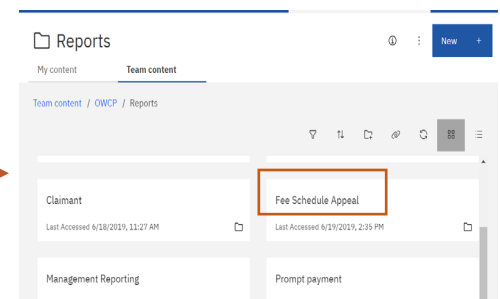 Reports
New +
My content Team content
Team content / OWCP / Reports
Claimant
Last Accessed 6/18/2019, 11:27 AM
Fee Schedule Appeal
Last Accessed 6/19/2019, 2:35 PM
Management Reporting
Prompt payment